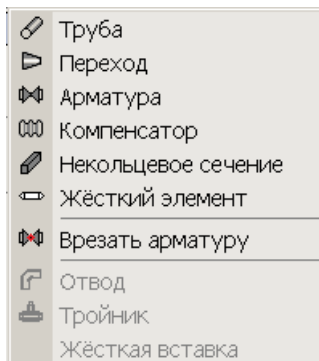 Труба
Переход
Арматура
Компенсатор
Некольцевое сечение
Жёсткий элемент
Врезать арматуру
Отвод
Тройник
Жёсткая вставка